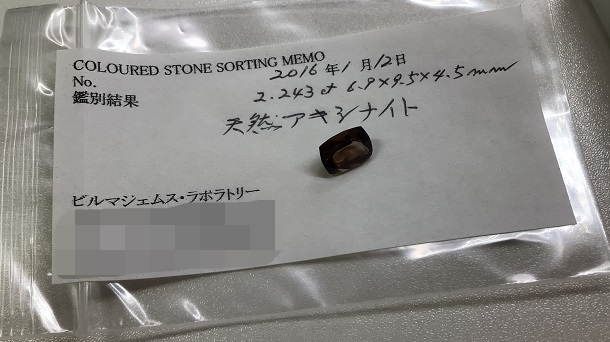 COLOURED STONE SORTING MEMO
No.
2016年1月12日
鑑別結果
2.243ct 6.9×9.5×4.5mm
天然アキシナイト
ビルマジェムス・ラボラトリー